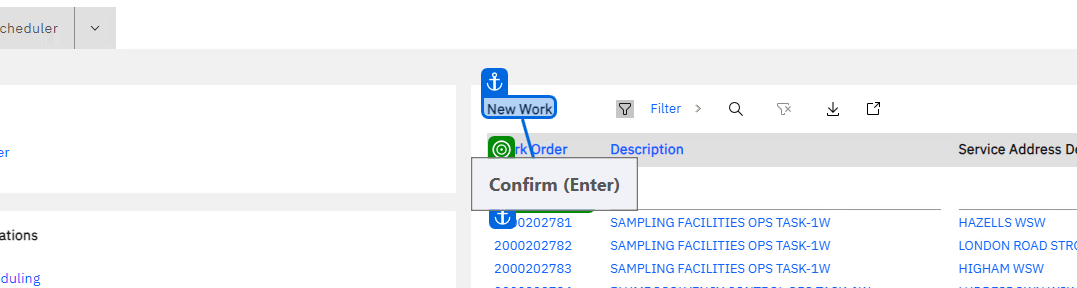 cheduler
New Work
Filter
rk Order
Description
Service Address De
er
Confirm (Enter)
ations
0202781
SAMPLING FACILITIES OPS TASK-1W
HAZELLS WSW
2000202782
SAMPLING FACILITIES OPS TASK-1W
LONDON ROAD STRO
duling
2000202783
SAMPLING FACILITIES OPS TASK-1W
HIGHAM WSW